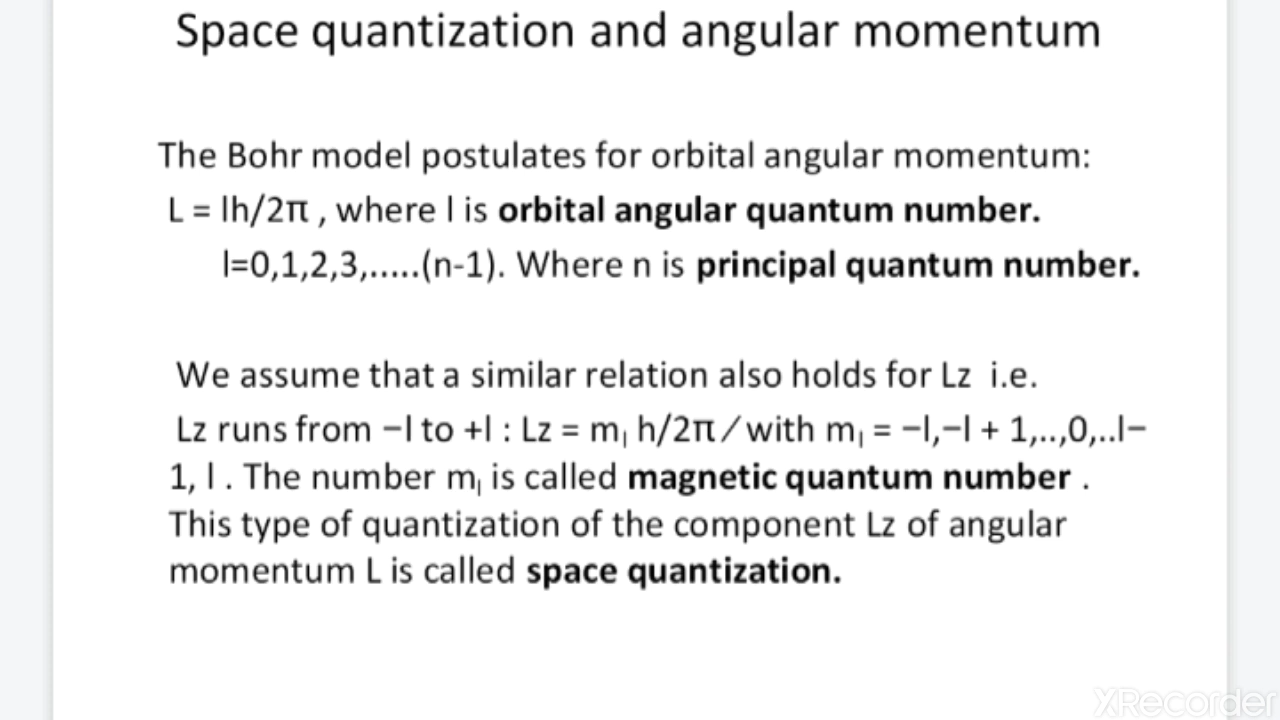 Space quantization and angular momentum
The Bohr model postulates for orbital angular momentum:
L = lh/2π , where l is orbital angular quantum number.
l=0,1,2,3,.....(n-1). Where n is principal quantum number.
We assume that a similar relation also holds for Lz i.e.
Lz runs from −l to +l : Lz = mₗ h/2π ∕ with mₗ = −l,−l + 1,..,0,..l−
1, l . The number mₗ is called magnetic quantum number .
This type of quantization of the component Lz of angular
momentum L is called space quantization.
XRecorder